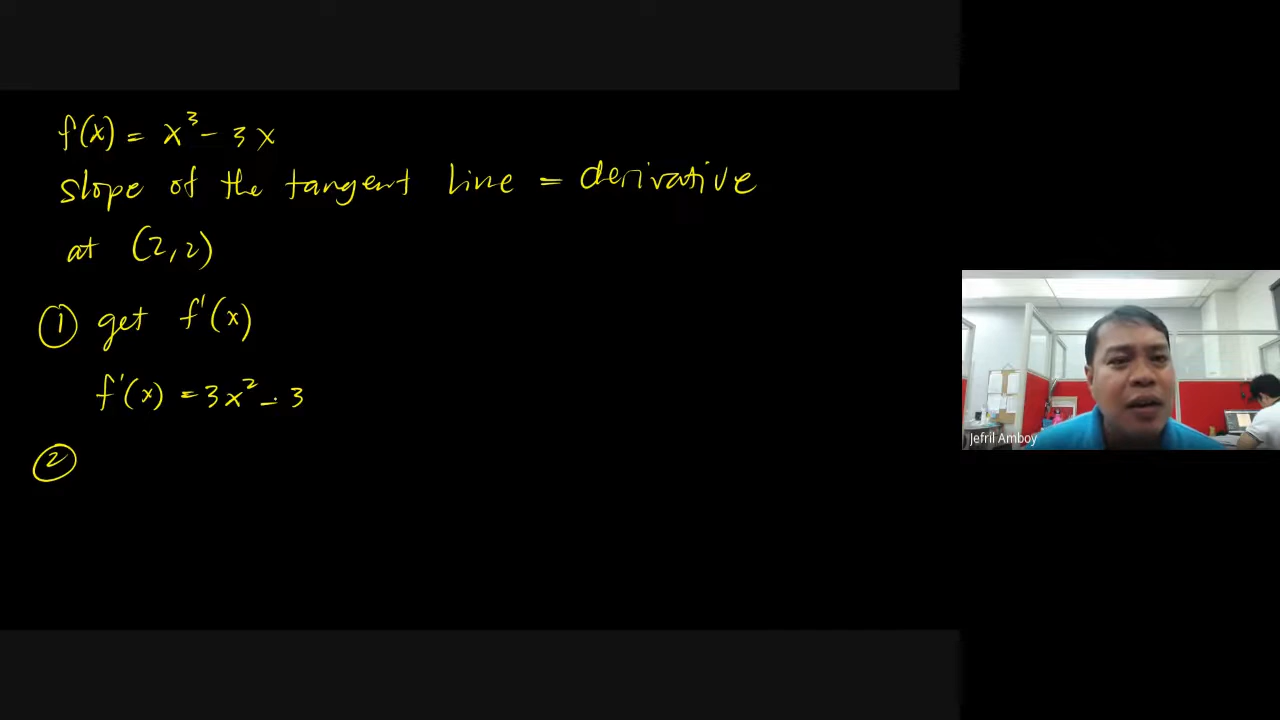 f(x) = x³ - 3x
slope of the tangent line = derivative
at (2,2)
① get f'(x)
f'(x) = 3x² - 3
②
Jefril Amboy